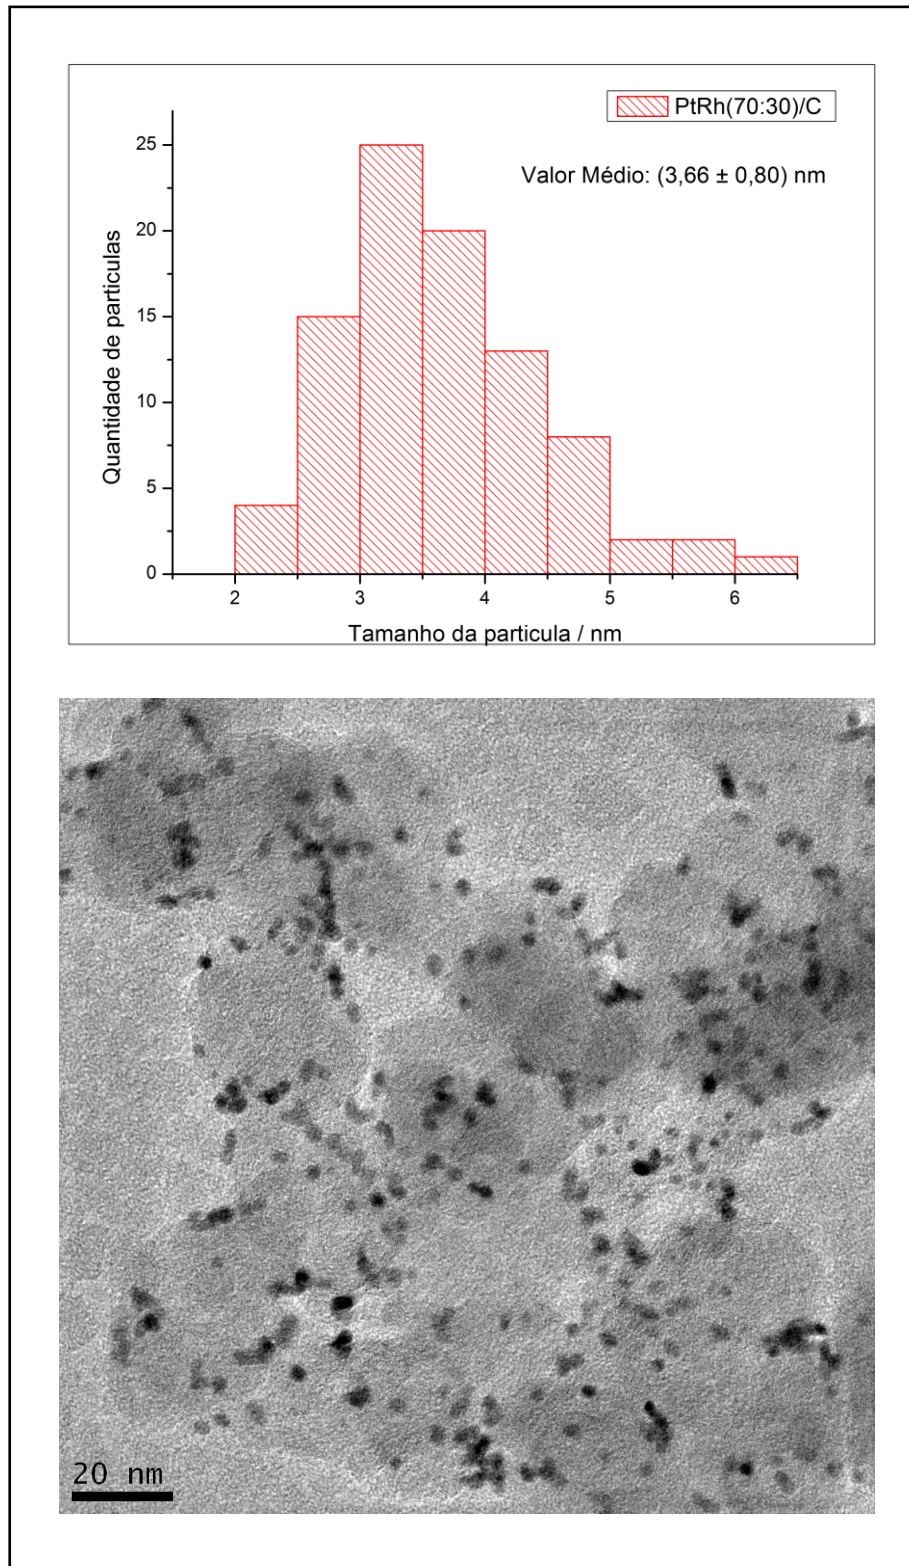 PtRh(70:30)/C
Valor Médio: (3,66 ± 0,80) nm
25
20
15
10
5
0
Quantidade de particulas
2 3 4 5 6
Tamanho da particula / nm
20 nm